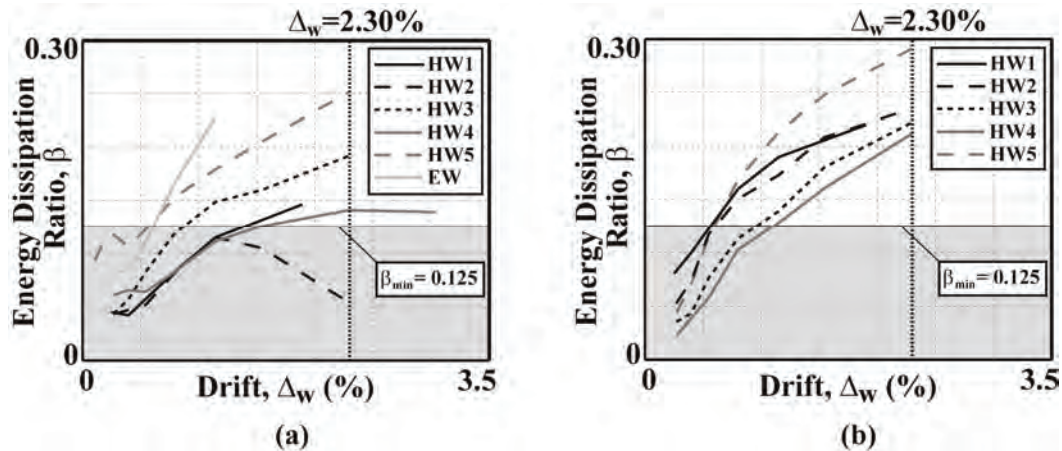 Δw=2.30%
0.30
Energy Dissipation
Ratio, β
HW1
HW2
HW3
HW4
HW5
EW
βmin = 0.125
0
0
Drift, Δw (%)
3.5
(a)
Δw=2.30%
0.30
Energy Dissipation
Ratio, β
HW1
HW2
HW3
HW4
HW5
βmin = 0.125
0
0
Drift, Δw (%)
3.5
(b)